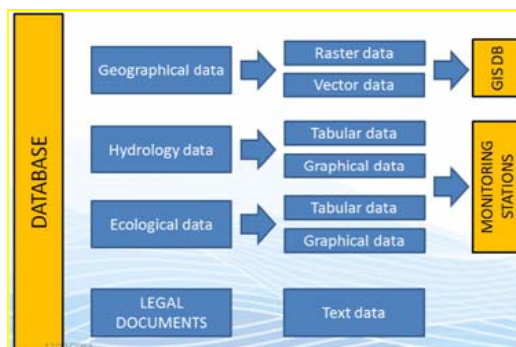 DATABASE
Geographical data
Raster data
Vector data
GIS DB
Hydrology data
Tabular data
Graphical data
MONITORING
STATIONS
Ecological data
Tabular data
Graphical data
LEGAL
DOCUMENTS
Text data